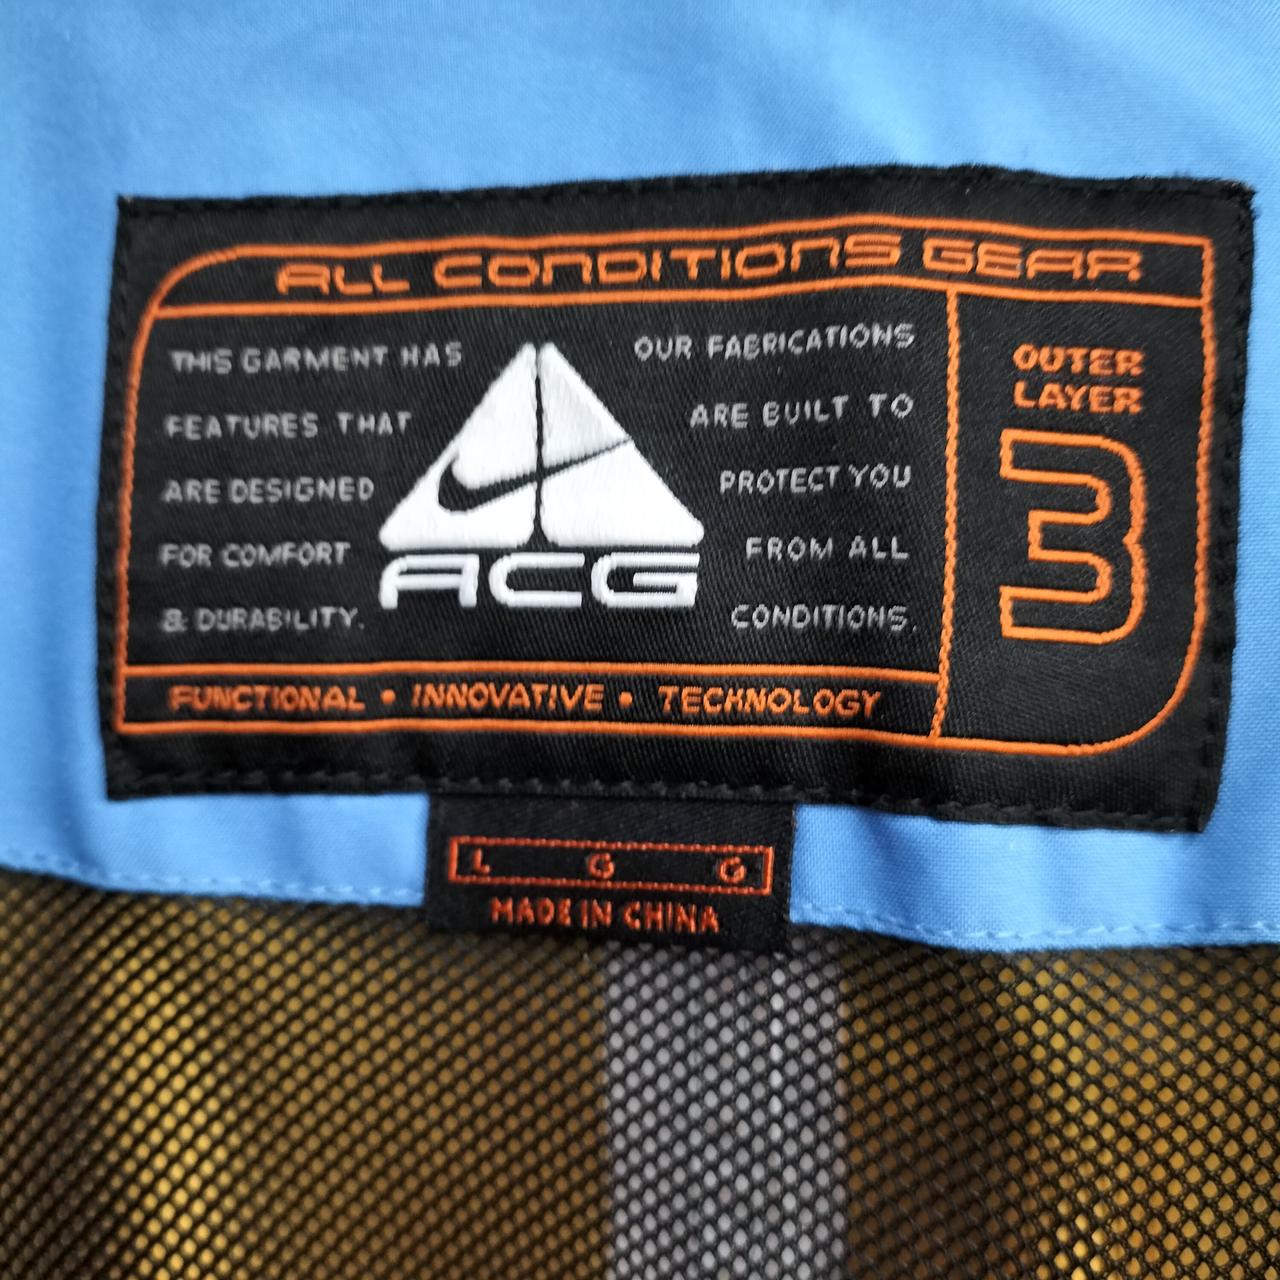 ALL CONDITIONS GEAR
THIS GARMENT HAS
FEATURES THAT
ARE DESIGNED
FOR COMFORT
& DURABILITY.
ACG
OUR FABRICATIONS
ARE BUILT TO
PROTECT YOU
FROM ALL
CONDITIONS.
OUTER
LAYER
3
FUNCTIONAL • INNOVATIVE • TECHNOLOGY
L G G
MADE IN CHINA